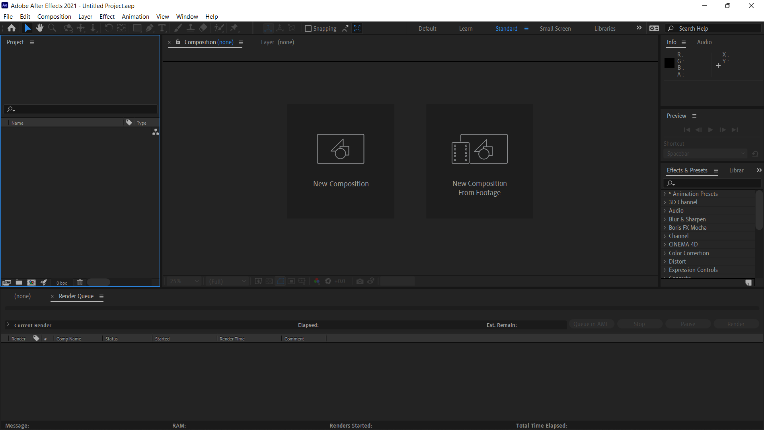 Adobe After Effects 2021 - Untitled Project.aep
File Edit Composition Layer Effect Animation View Window Help
Snapping Default Learn Standard Small Screen Libraries Search Help
Project
Composition (none) Layer (none)
Info Audio
R:
G:
B:
A:
X:
Y:
Preview
Shortcut
Effects & Presets Librar
* Animation Presets
3D Channel
Audio
Blur & Sharpen
Boris FX Mocha
Channel
CINEMA 4D
Color Correction
Distort
Expression Controls
Name Type
New Composition
New Composition
From Footage
8 bpc
(none) Render Queue
Current Render Elapsed: Est. Remain: Queue in AME Stop Pause Render
Render # Comp Name Status Started Render Time Comment
Message: RAM: Renders Started: Total Time Elapsed: